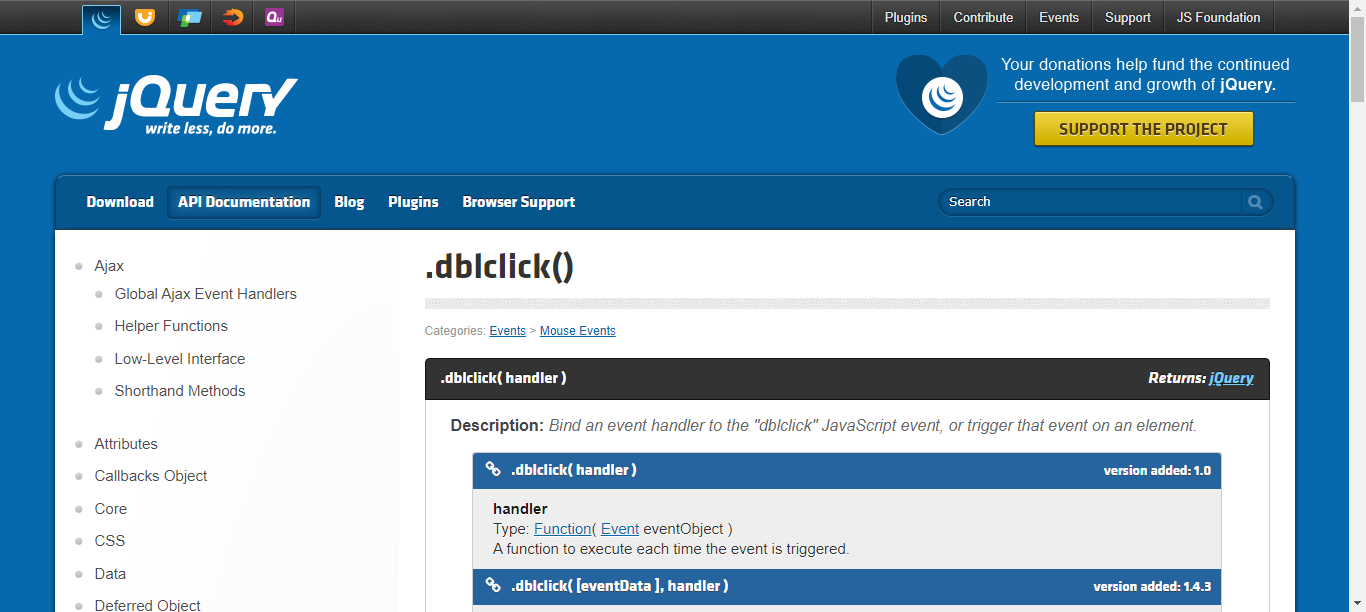 Qu
Plugins Contribute Events Support JS Foundation
jQuery
write less, do more.
Your donations help fund the continued
development and growth of jQuery.
SUPPORT THE PROJECT
Download API Documentation Blog Plugins Browser Support Search
Ajax
Global Ajax Event Handlers
Helper Functions
Low-Level Interface
Shorthand Methods
Attributes
Callbacks Object
Core
CSS
Data
Deferred Object
.dblclick()
Categories: Events > Mouse Events
.dblclick( handler ) Returns: jQuery
Description: Bind an event handler to the "dblclick" JavaScript event, or trigger that event on an element.
.dblclick( handler ) version added: 1.0
handler
Type: Function( Event eventObject )
A function to execute each time the event is triggered.
.dblclick( [eventData ], handler ) version added: 1.4.3